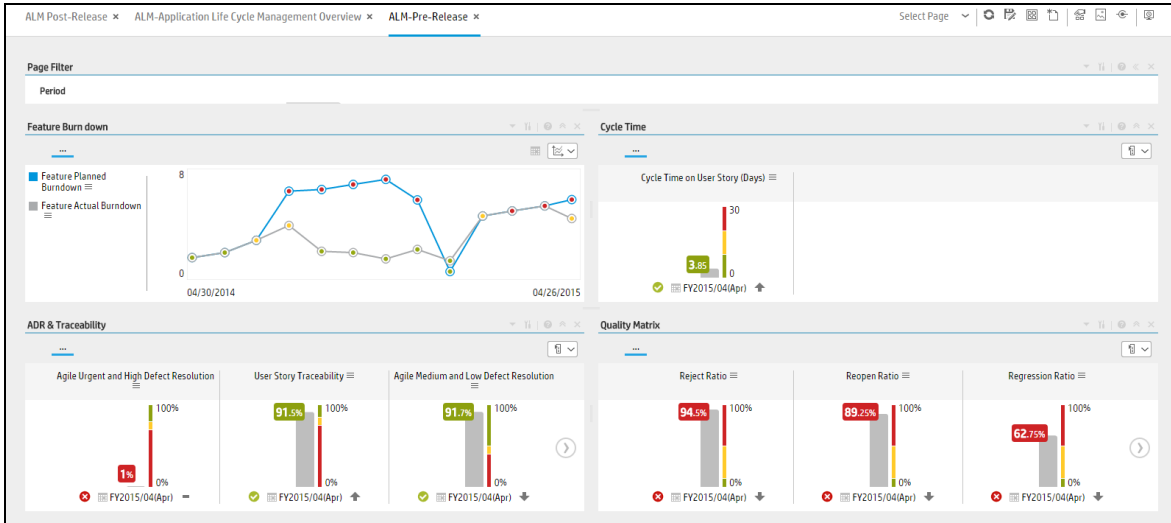 ALM Post-Release × ALM-Application Life Cycle Management Overview × ALM-Pre-Release × Select Page
Page Filter
Period
Feature Burn down
...
Feature Planned
Burndown
Feature Actual Burndown
8
0
04/30/2014 04/26/2015
Cycle Time
...
Cycle Time on User Story (Days)
30
3.85
0
FY2015/04(Apr)
ADR & Traceability
...
Agile Urgent and High Defect Resolution
100%
1%
0%
FY2015/04(Apr)
User Story Traceability
91.5% 100%
0%
FY2015/04(Apr)
Agile Medium and Low Defect Resolution
91.7% 100%
0%
FY2015/04(Apr)
Quality Matrix
...
Reject Ratio
94.5% 100%
0%
FY2015/04(Apr)
Reopen Ratio
89.25% 100%
0%
FY2015/04(Apr)
Regression Ratio
100%
62.75%
0%
FY2015/04(Apr)